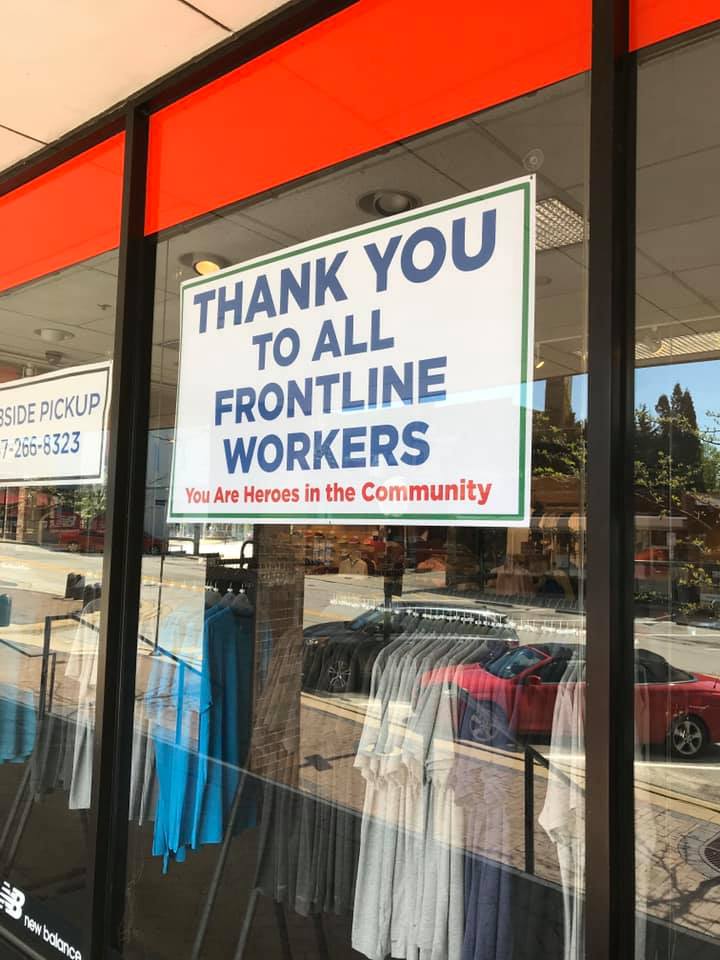 THANK YOU
TO ALL
FRONTLINE
WORKERS
You Are Heroes in the Community
BSIDE PICKUP
7-266-8323
NB
new balance